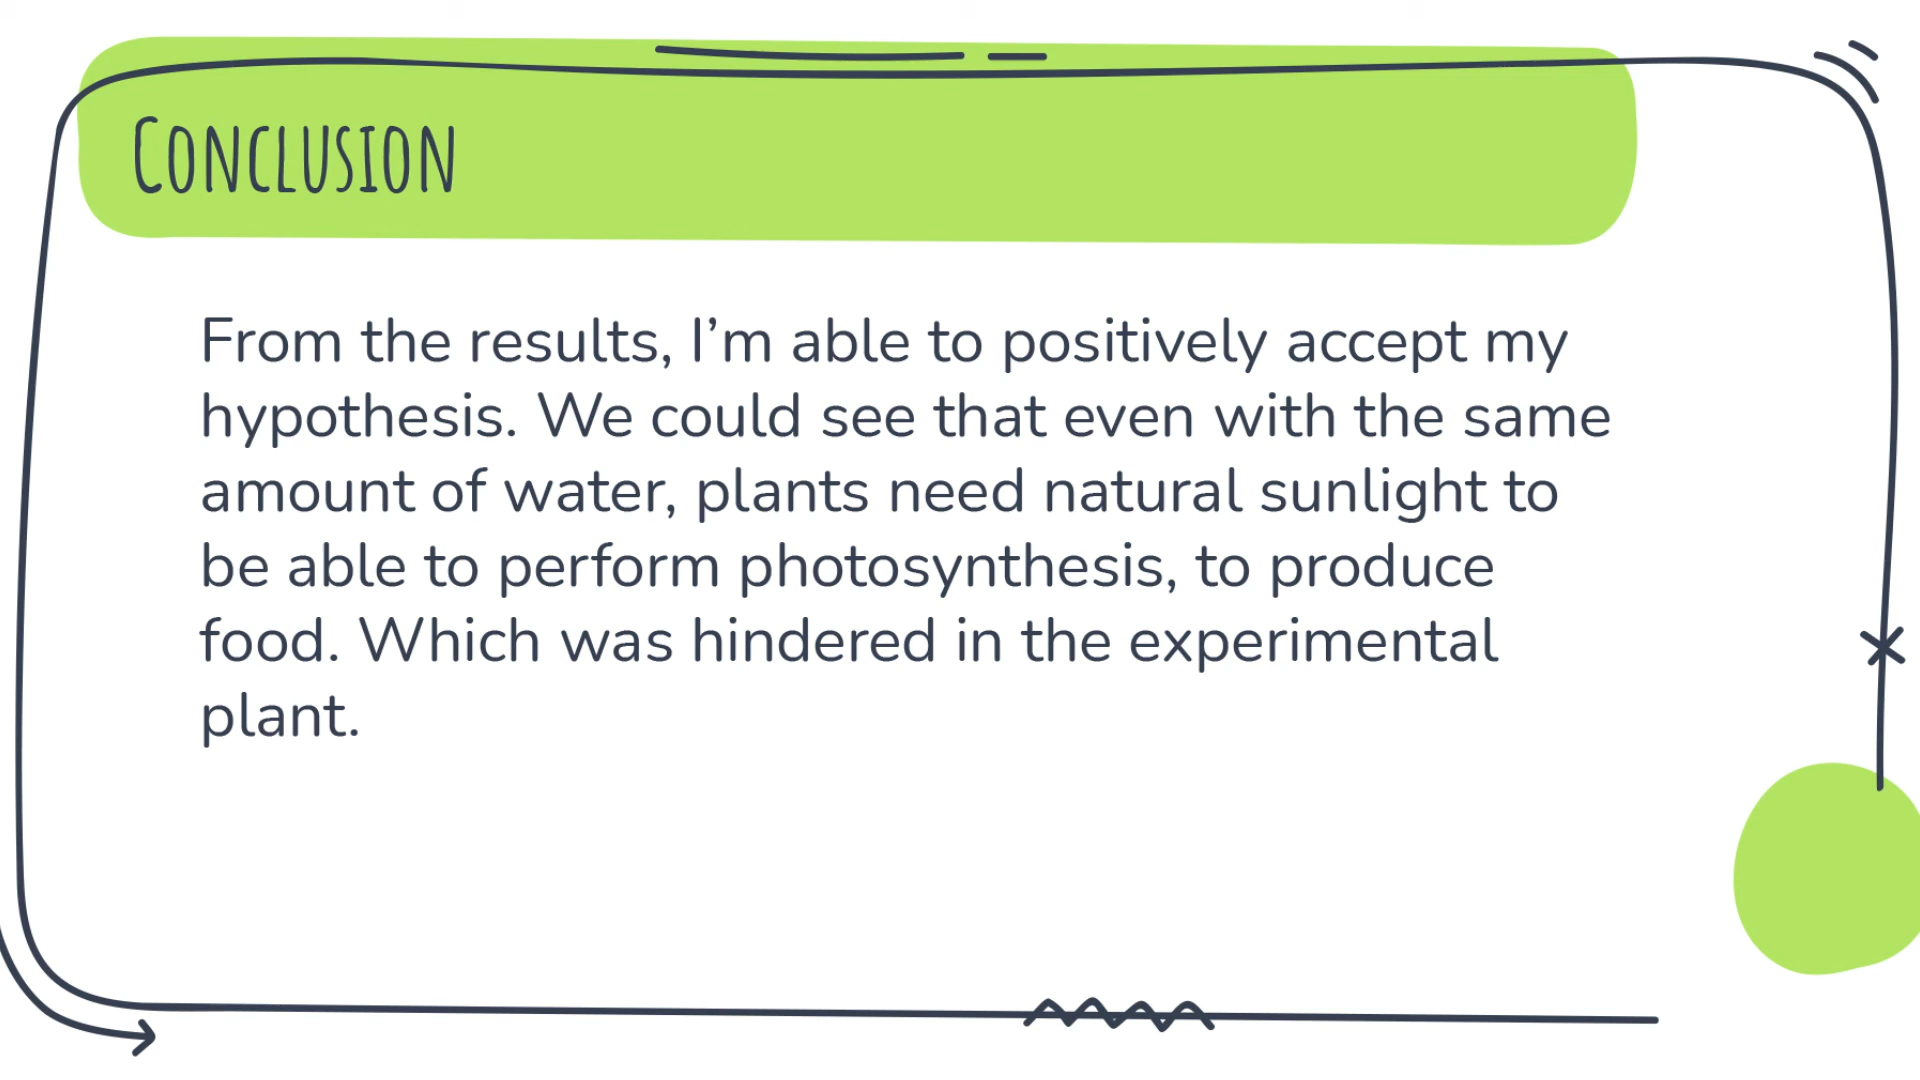 Conclusion
From the results, I’m able to positively accept my
hypothesis. We could see that even with the same
amount of water, plants need natural sunlight to
be able to perform photosynthesis, to produce
food. Which was hindered in the experimental
plant.